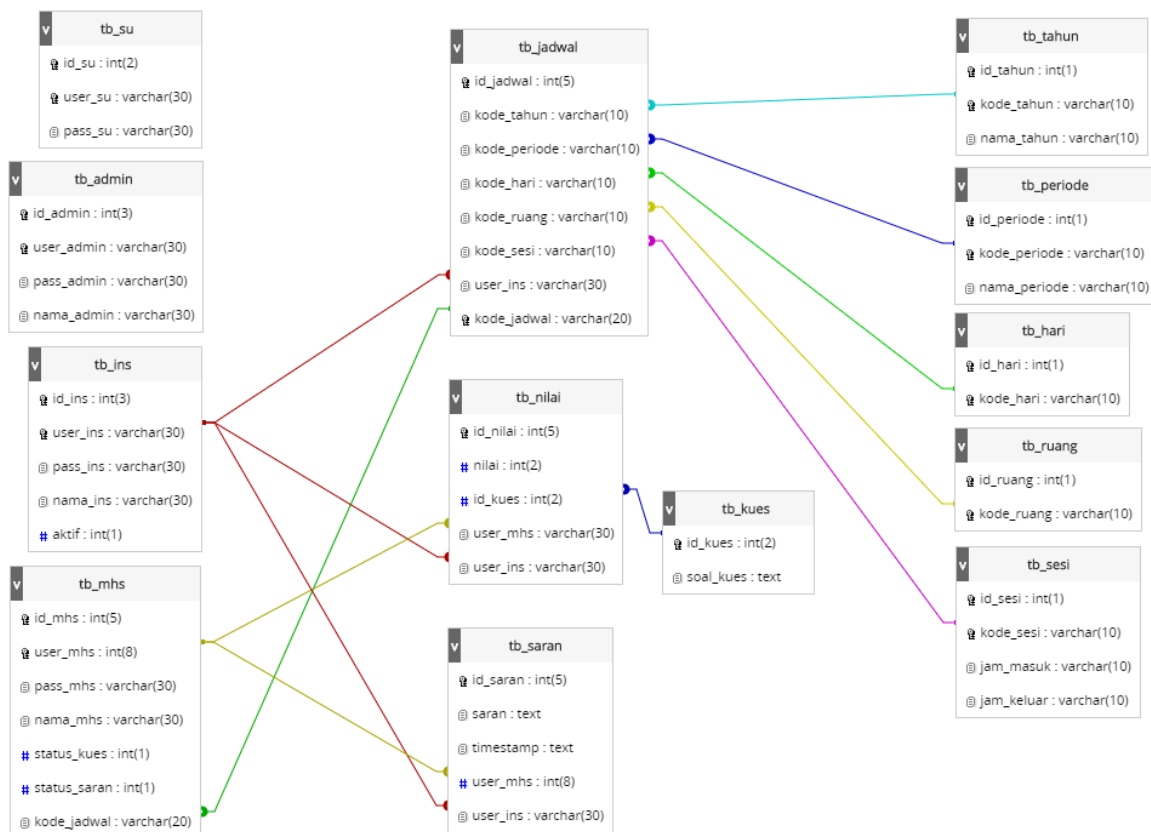 v tb_su
id_su : int(2)
user_su : varchar(30)
pass_su : varchar(30)
v tb_admin
id_admin : int(3)
user_admin : varchar(30)
pass_admin : varchar(30)
nama_admin : varchar(30)
v tb_ins
id_ins : int(3)
user_ins : varchar(30)
pass_ins : varchar(30)
nama_ins : varchar(30)
# aktif : int(1)
v tb_mhs
id_mhs : int(5)
user_mhs : int(8)
pass_mhs : varchar(30)
nama_mhs : varchar(30)
# status_kues : int(1)
# status_saran : int(1)
kode_jadwal : varchar(20)
v tb_jadwal
id_jadwal : int(5)
kode_tahun : varchar(10)
kode_periode : varchar(10)
kode_hari : varchar(10)
kode_ruang : varchar(10)
kode_sesi : varchar(10)
user_ins : varchar(30)
kode_jadwal : varchar(20)
v tb_nilai
id_nilai : int(5)
# nilai : int(2)
# id_kues : int(2)
user_mhs : varchar(30)
user_ins : varchar(30)
v tb_saran
id_saran : int(5)
saran : text
timestamp : text
# user_mhs : int(8)
user_ins : varchar(30)
v tb_kues
id_kues : int(2)
soal_kues : text
v tb_tahun
id_tahun : int(1)
kode_tahun : varchar(10)
nama_tahun : varchar(10)
v tb_periode
id_periode : int(1)
kode_periode : varchar(10)
nama_periode : varchar(10)
v tb_hari
id_hari : int(1)
kode_hari : varchar(10)
v tb_ruang
id_ruang : int(1)
kode_ruang : varchar(10)
v tb_sesi
id_sesi : int(1)
kode_sesi : varchar(10)
jam_masuk : varchar(10)
jam_keluar : varchar(10)